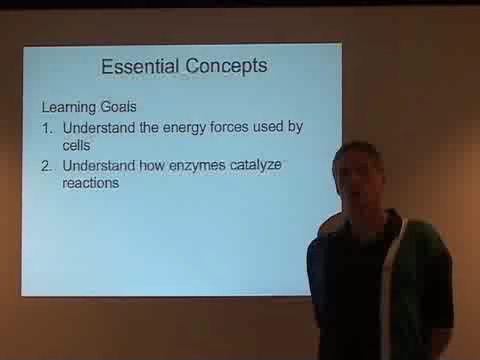 Essential Concepts
Learning Goals
1. Understand the energy forces used by
cells
2. Understand how enzymes catalyze
reactions